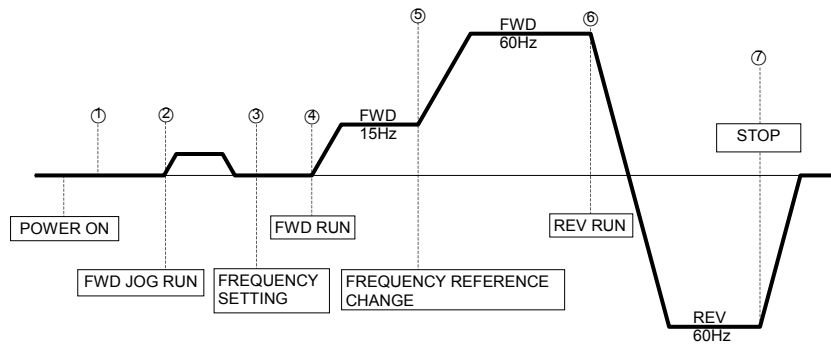 ⑤
FWD
60Hz
⑥
⑦
①
②
③
④
FWD
15Hz
STOP
POWER ON
FWD RUN
REV RUN
FWD JOG RUN
FREQUENCY
SETTING
FREQUENCY REFERENCE
CHANGE
REV
60Hz